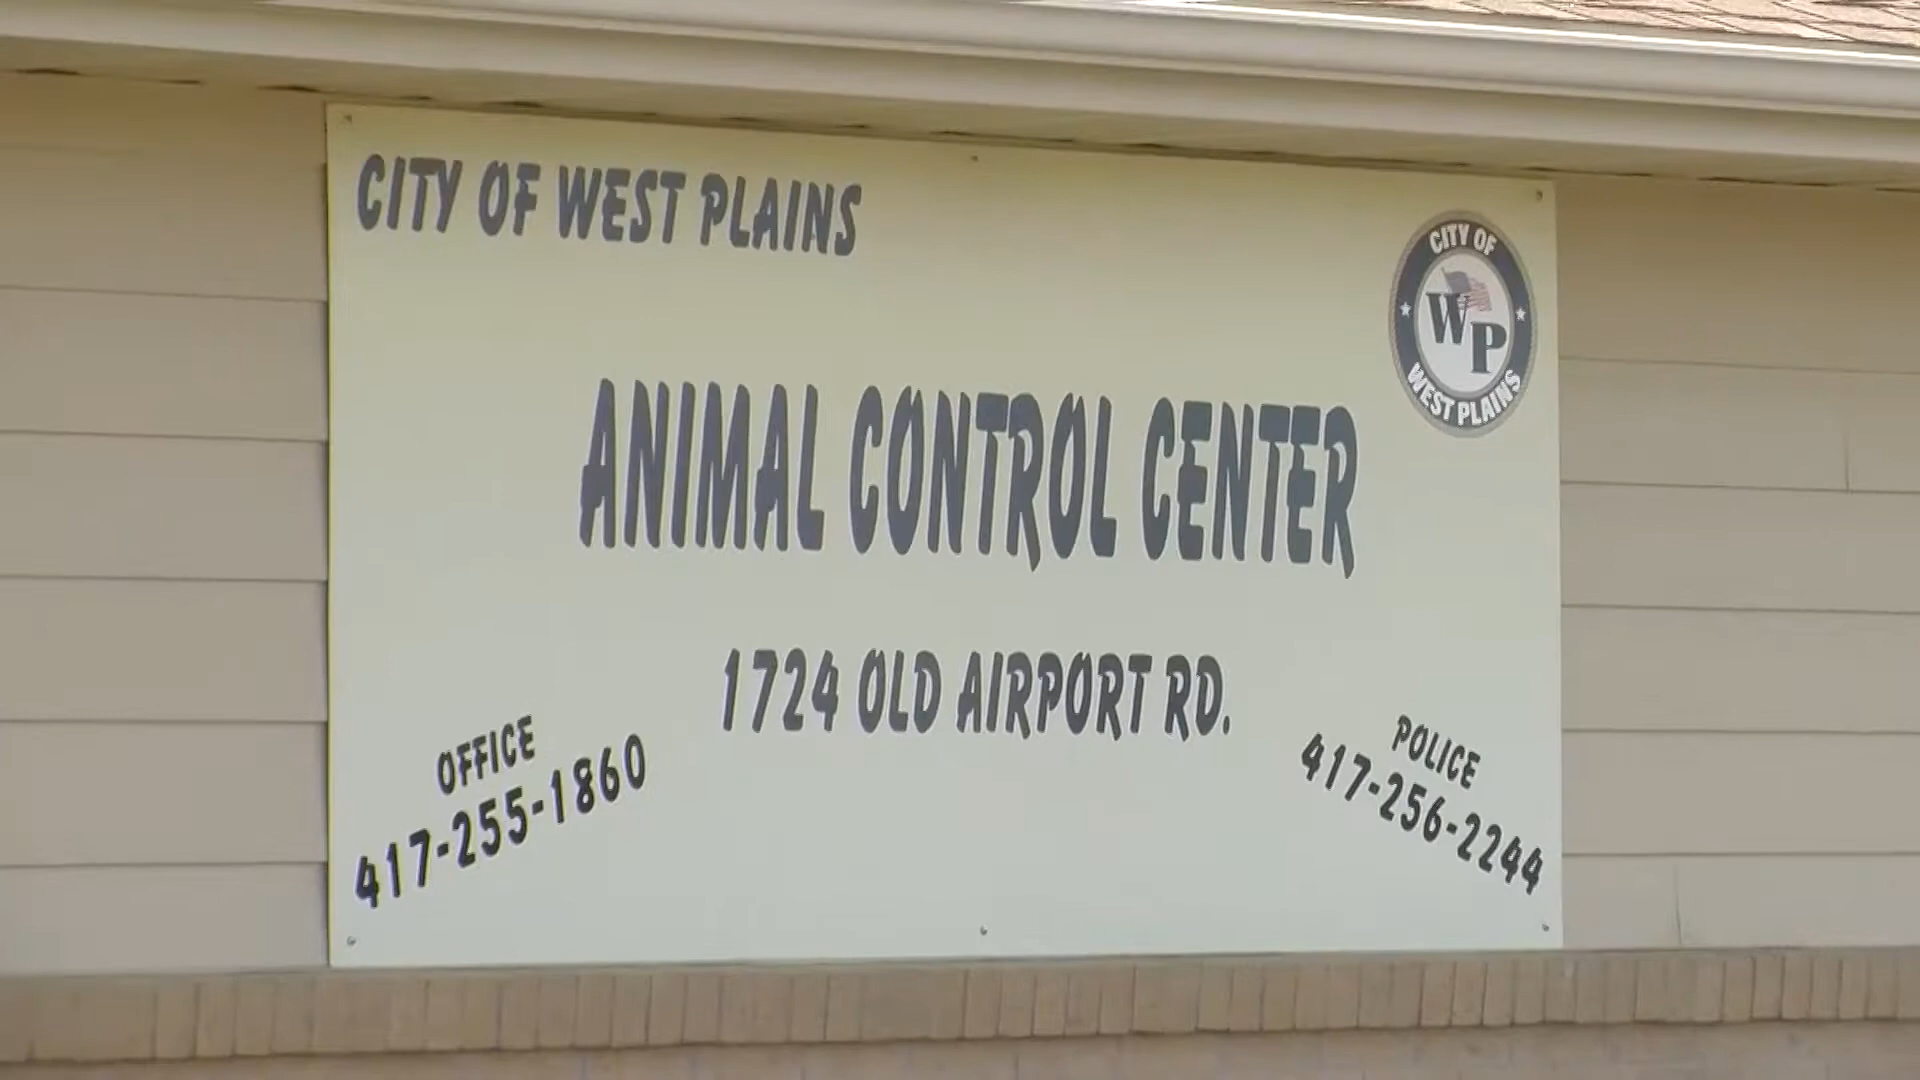 CITY OF WEST PLAINS
CITY OF
WP
WEST PLAINS
ANIMAL CONTROL CENTER
1724 OLD AIRPORT RD.
OFFICE
417-255-1860
POLICE
417-256-2244